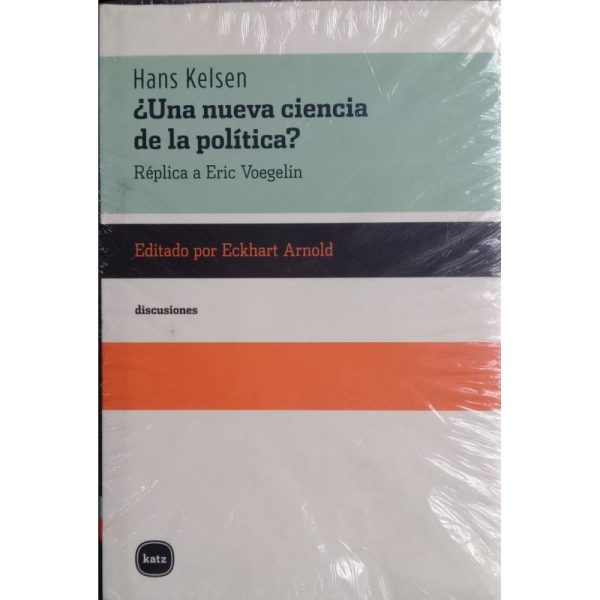 Hans Kelsen
¿Una nueva ciencia
de la política?
Réplica a Eric Voegelin
Editado por Eckhart Arnold
discusiones
katz